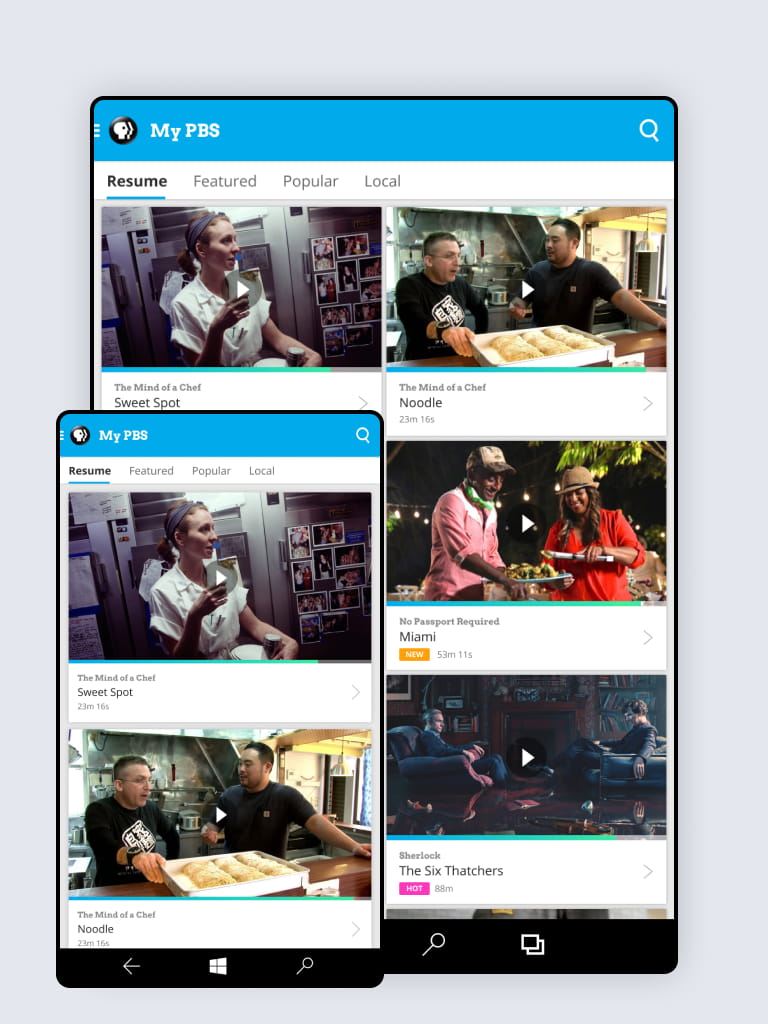 My PBS
Resume Featured Popular Local
The Mind of a Chef
Sweet Spot
The Mind of a Chef
Noodle
23m 16s
No Passport Required
Miami
NEW 53m 11s
Sherlock
The Six Thatchers
HOT 88m
My PBS
Resume Featured Popular Local
The Mind of a Chef
Sweet Spot
23m 16s
The Mind of a Chef
Noodle
23m 16s